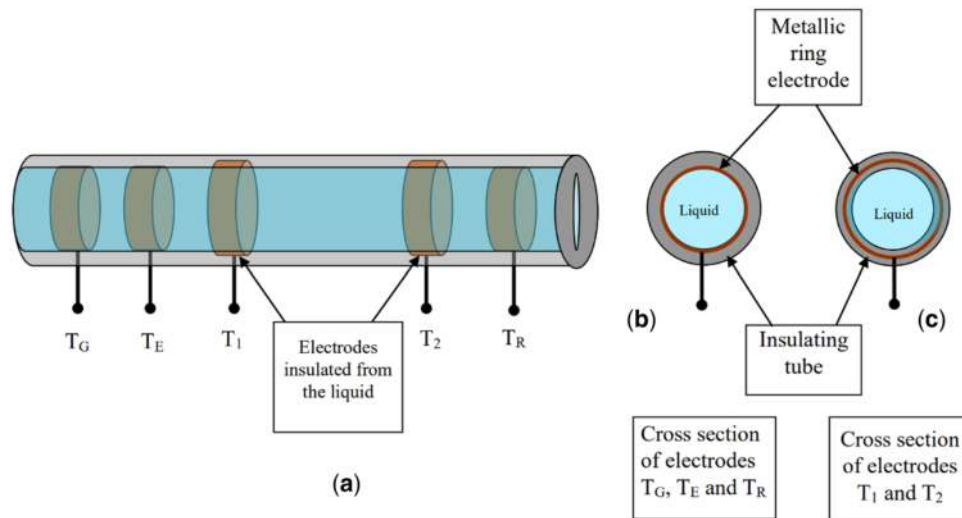 Metallic
ring
electrode
Liquid
Liquid
T_G
T_E
T_1
T_2
T_R
(b)
(c)
Electrodes
insulated from
the liquid
Insulating
tube
(a)
Cross section
of electrodes
T_G, T_E and T_R
Cross section
of electrodes
T_1 and T_2